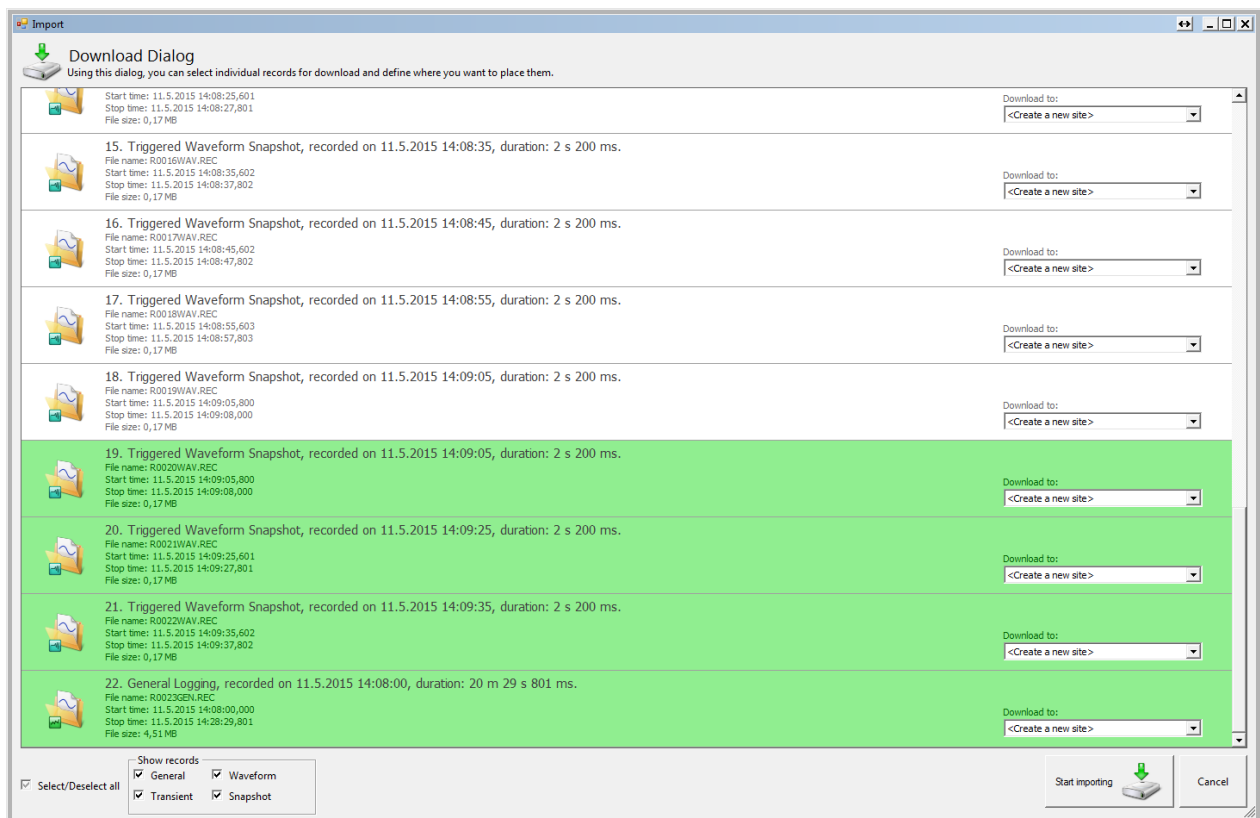 Import
Download Dialog
Using this dialog, you can select individual records for download and define where you want to place them.
Start time: 11.5.2015 14:08:25,601
Stop time: 11.5.2015 14:08:27,801
File size: 0,17 MB
Download to:
<Create a new site>
15. Triggered Waveform Snapshot, recorded on 11.5.2015 14:08:35, duration: 2 s 200 ms.
File name: R0016WAV.REC
Start time: 11.5.2015 14:08:35,602
Stop time: 11.5.2015 14:08:37,802
File size: 0,17 MB
Download to:
<Create a new site>
16. Triggered Waveform Snapshot, recorded on 11.5.2015 14:08:45, duration: 2 s 200 ms.
File name: R0017WAV.REC
Start time: 11.5.2015 14:08:45,602
Stop time: 11.5.2015 14:08:47,802
File size: 0,17 MB
Download to:
<Create a new site>
17. Triggered Waveform Snapshot, recorded on 11.5.2015 14:08:55, duration: 2 s 200 ms.
File name: R0018WAV.REC
Start time: 11.5.2015 14:08:55,603
Stop time: 11.5.2015 14:08:57,803
File size: 0,17 MB
Download to:
<Create a new site>
18. Triggered Waveform Snapshot, recorded on 11.5.2015 14:09:05, duration: 2 s 200 ms.
File name: R0019WAV.REC
Start time: 11.5.2015 14:09:05,800
Stop time: 11.5.2015 14:09:08,000
File size: 0,17 MB
Download to:
<Create a new site>
19. Triggered Waveform Snapshot, recorded on 11.5.2015 14:09:05, duration: 2 s 200 ms.
File name: R0020WAV.REC
Start time: 11.5.2015 14:09:05,800
Stop time: 11.5.2015 14:09:08,000
File size: 0,17 MB
Download to:
<Create a new site>
20. Triggered Waveform Snapshot, recorded on 11.5.2015 14:09:25, duration: 2 s 200 ms.
File name: R0021WAV.REC
Start time: 11.5.2015 14:09:25,601
Stop time: 11.5.2015 14:09:27,801
File size: 0,17 MB
Download to:
<Create a new site>
21. Triggered Waveform Snapshot, recorded on 11.5.2015 14:09:35, duration: 2 s 200 ms.
File name: R0022WAV.REC
Start time: 11.5.2015 14:09:35,602
Stop time: 11.5.2015 14:09:37,802
File size: 0,17 MB
Download to:
<Create a new site>
22. General Logging, recorded on 11.5.2015 14:08:00, duration: 20 m 29 s 801 ms.
File name: R0023GEN.REC
Start time: 11.5.2015 14:08:00,000
Stop time: 11.5.2015 14:28:29,801
File size: 4,51 MB
Download to:
<Create a new site>
Select/Deselect all
Show records
General
Waveform
Transient
Snapshot
Start importing
Cancel